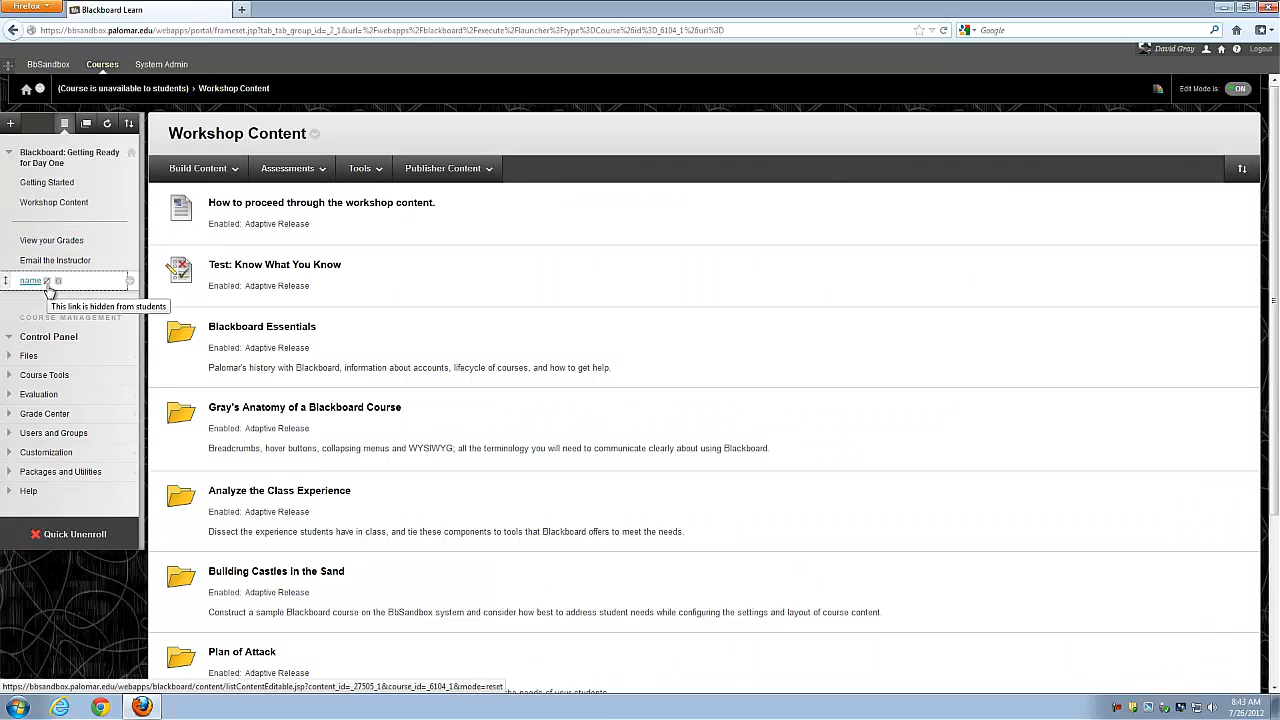 Firefox
Blackboard Learn
https://bbsandbox.palomar.edu/webapps/portal/frameset.jsp?tab_tab_group_id=_2_1&url=%2Fwebapps%2Fblackboard%2Fexecute%2Flauncher%3Ftype%3DCourse%26id%3D_6104_1%26url%3D
Google
David Gray
Logout
BbSandbox
Courses
System Admin
(Course is unavailable to students) › Workshop Content
Edit Mode is: ON
Blackboard: Getting Ready
for Day One
Getting Started
Workshop Content
View your Grades
Email the Instructor
name
This link is hidden from students
COURSE MANAGEMENT
Control Panel
Files
Course Tools
Evaluation
Grade Center
Users and Groups
Customization
Packages and Utilities
Help
Quick Unenroll
Workshop Content
Build Content
Assessments
Tools
Publisher Content
How to proceed through the workshop content.
Enabled: Adaptive Release
Test: Know What You Know
Enabled: Adaptive Release
Blackboard Essentials
Enabled: Adaptive Release
Palomar's history with Blackboard, information about accounts, lifecycle of courses, and how to get help.
Gray's Anatomy of a Blackboard Course
Enabled: Adaptive Release
Breadcrumbs, hover buttons, collapsing menus and WYSIWYG; all the terminology you will need to communicate clearly about using Blackboard.
Analyze the Class Experience
Enabled: Adaptive Release
Dissect the experience students have in class, and tie these components to tools that Blackboard offers to meet the needs.
Building Castles in the Sand
Enabled: Adaptive Release
Construct a sample Blackboard course on the BbSandbox system and consider how best to address student needs while configuring the settings and layout of course content.
Plan of Attack
Enabled: Adaptive Release
https://bbsandbox.palomar.edu/webapps/blackboard/content/listContentEditable.jsp?content_id=_27505_1&course_id=_6104_1&mode=reset
the needs of your students.
8:43 AM
7/26/2012